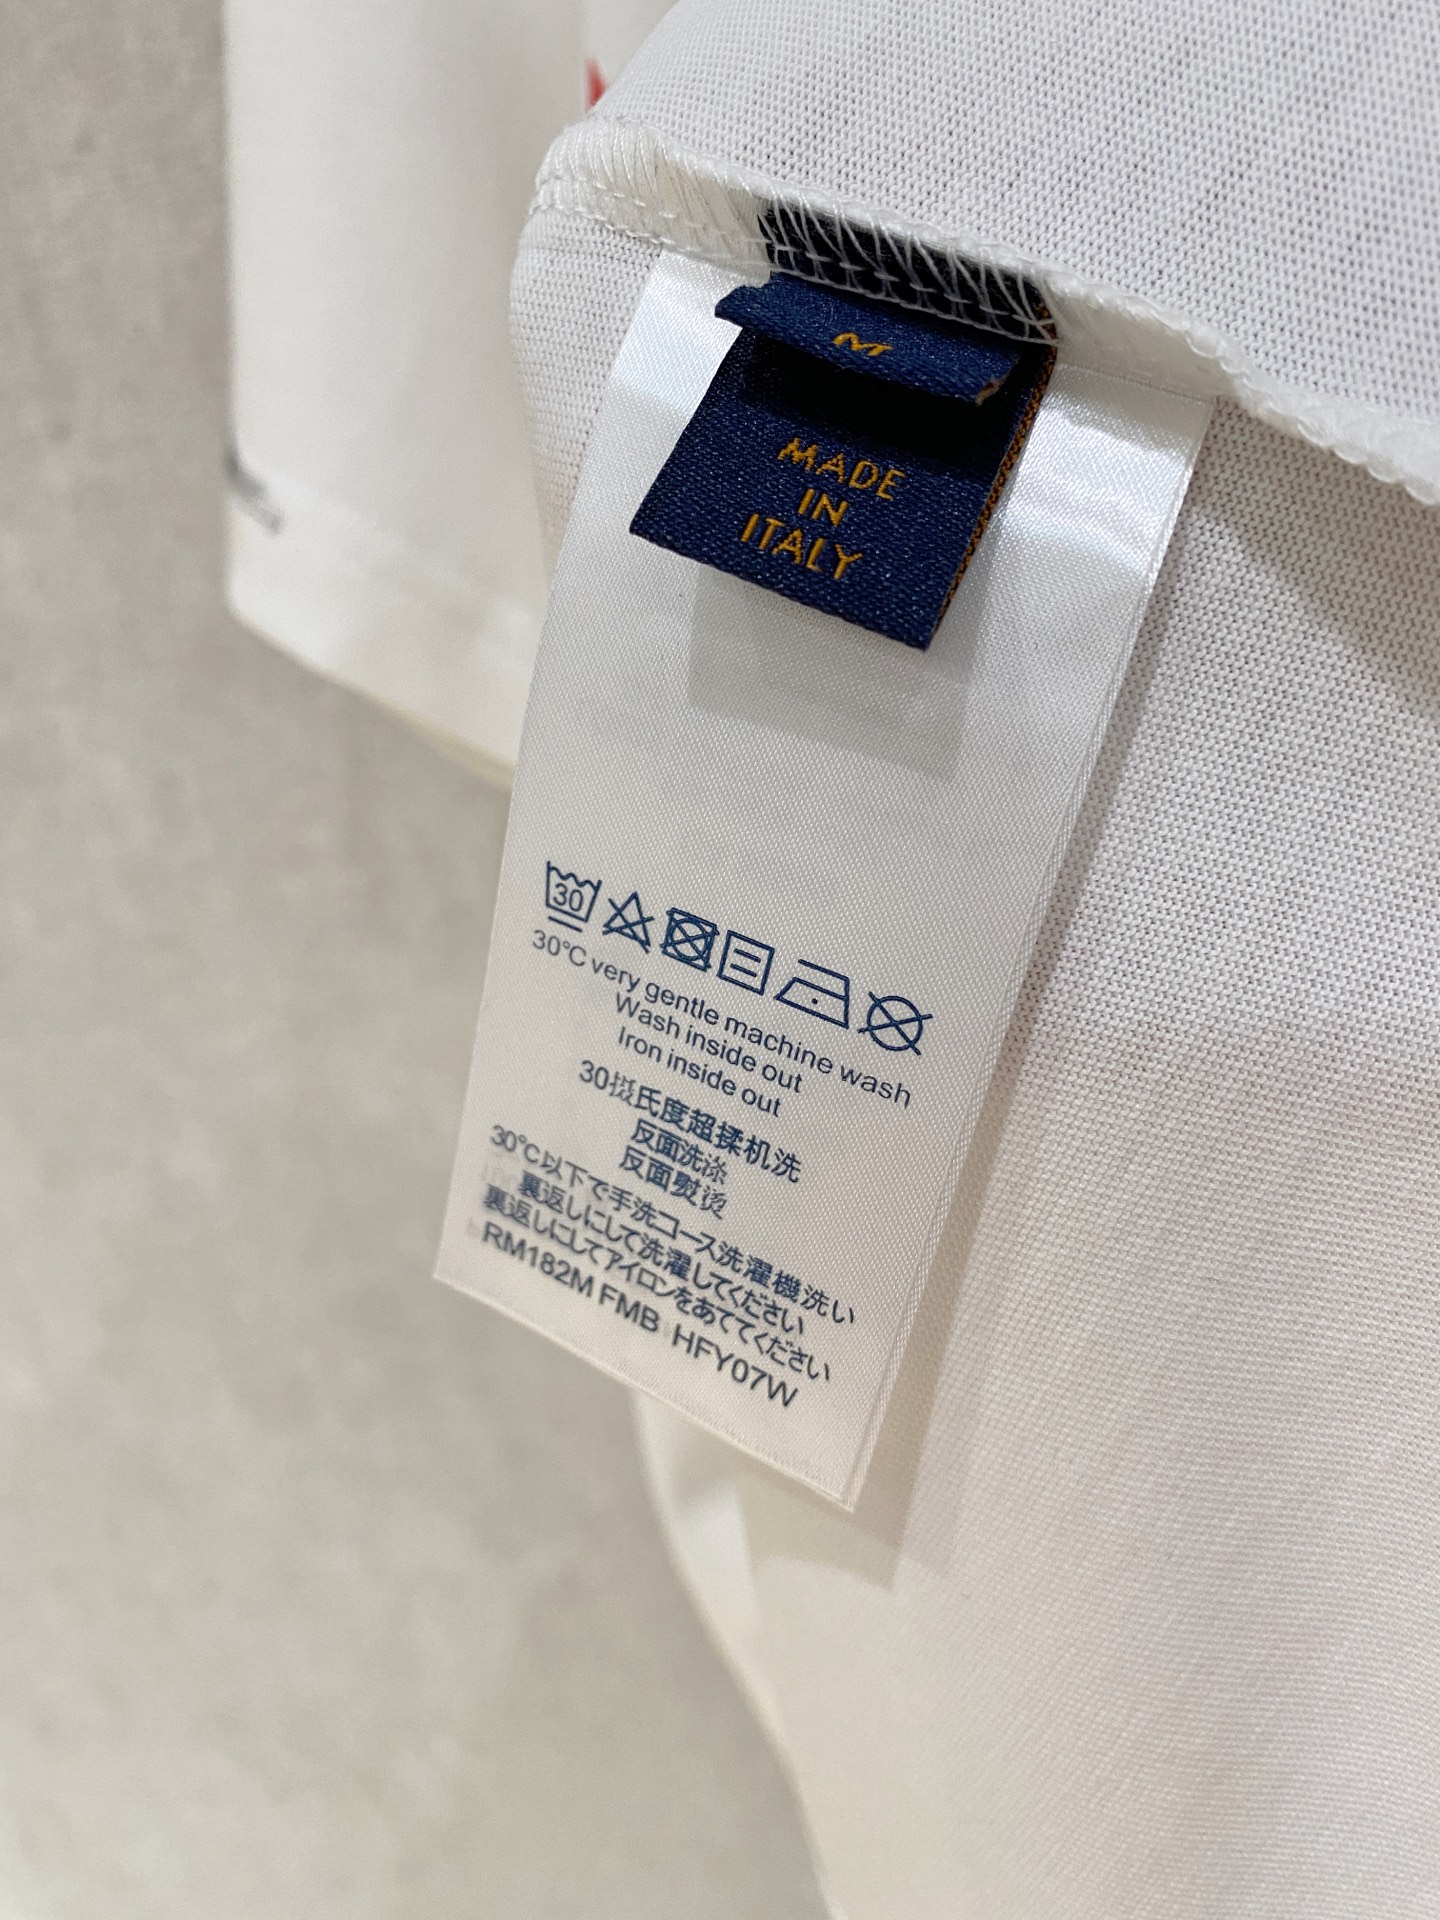 M
MADE
IN
ITALY
30
30°C very gentle machine wash
Wash inside out
Iron inside out
30摄氏度超揉机洗
反面洗涤
反面熨烫
30°C以下で手洗コース洗濯機洗い
裏返しにして洗濯してください
裏返しにしてアイロンをあててください
RM182M FMB HFY07W